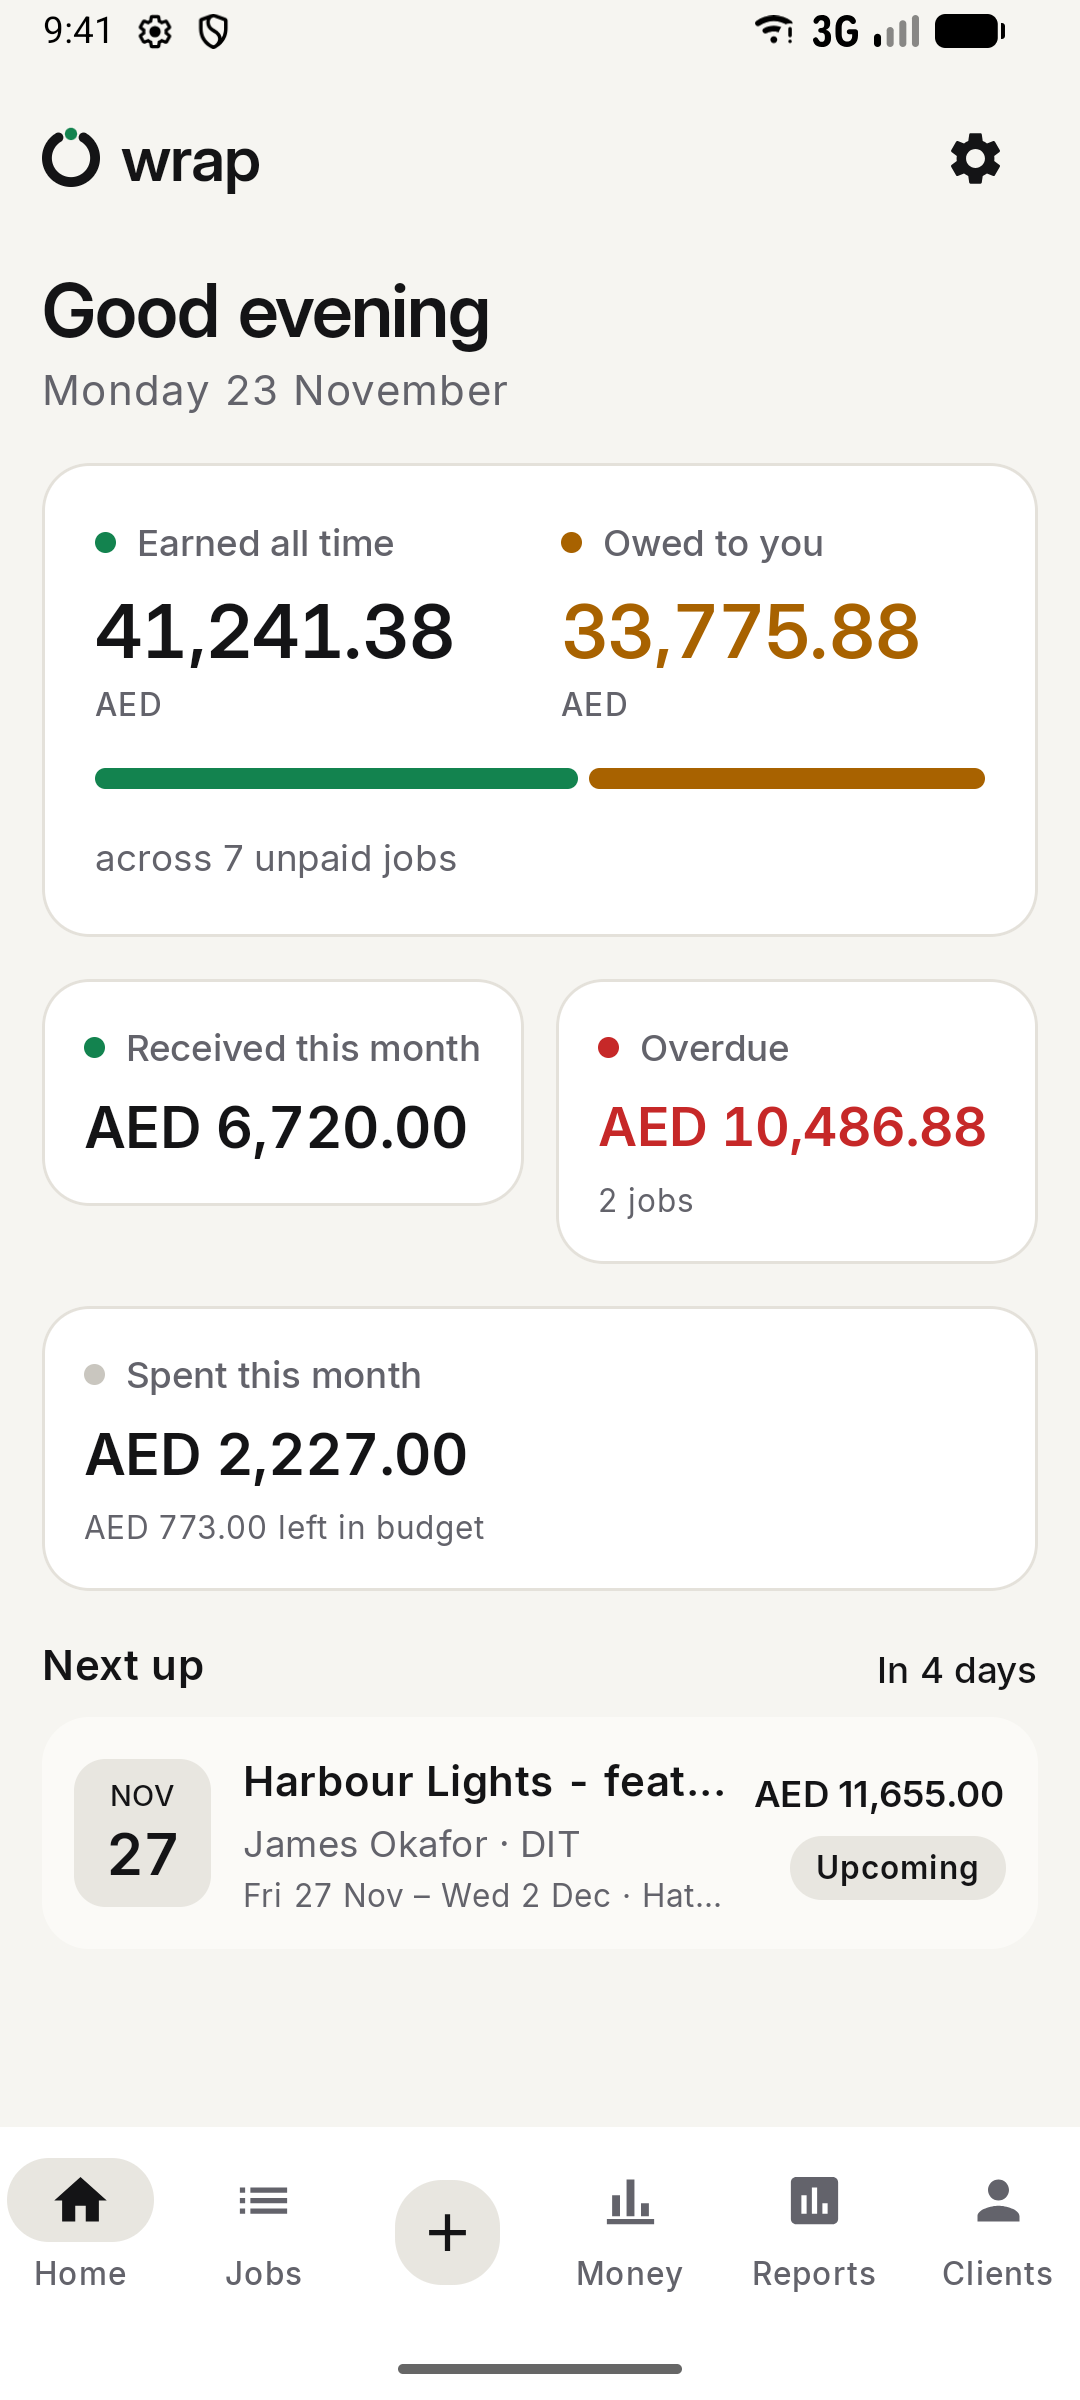 9:41
3G
wrap
Good evening
Monday 23 November
Earned all time
Owed to you
41,241.38
33,775.88
AED
AED
across 7 unpaid jobs
Received this month
AED 6,720.00
Overdue
AED 10,486.88
2 jobs
Spent this month
AED 2,227.00
AED 773.00 left in budget
Next up
In 4 days
NOV
27
Harbour Lights - feat...
James Okafor · DIT
Fri 27 Nov – Wed 2 Dec · Hat...
AED 11,655.00
Upcoming
Home
Jobs
Money
Reports
Clients